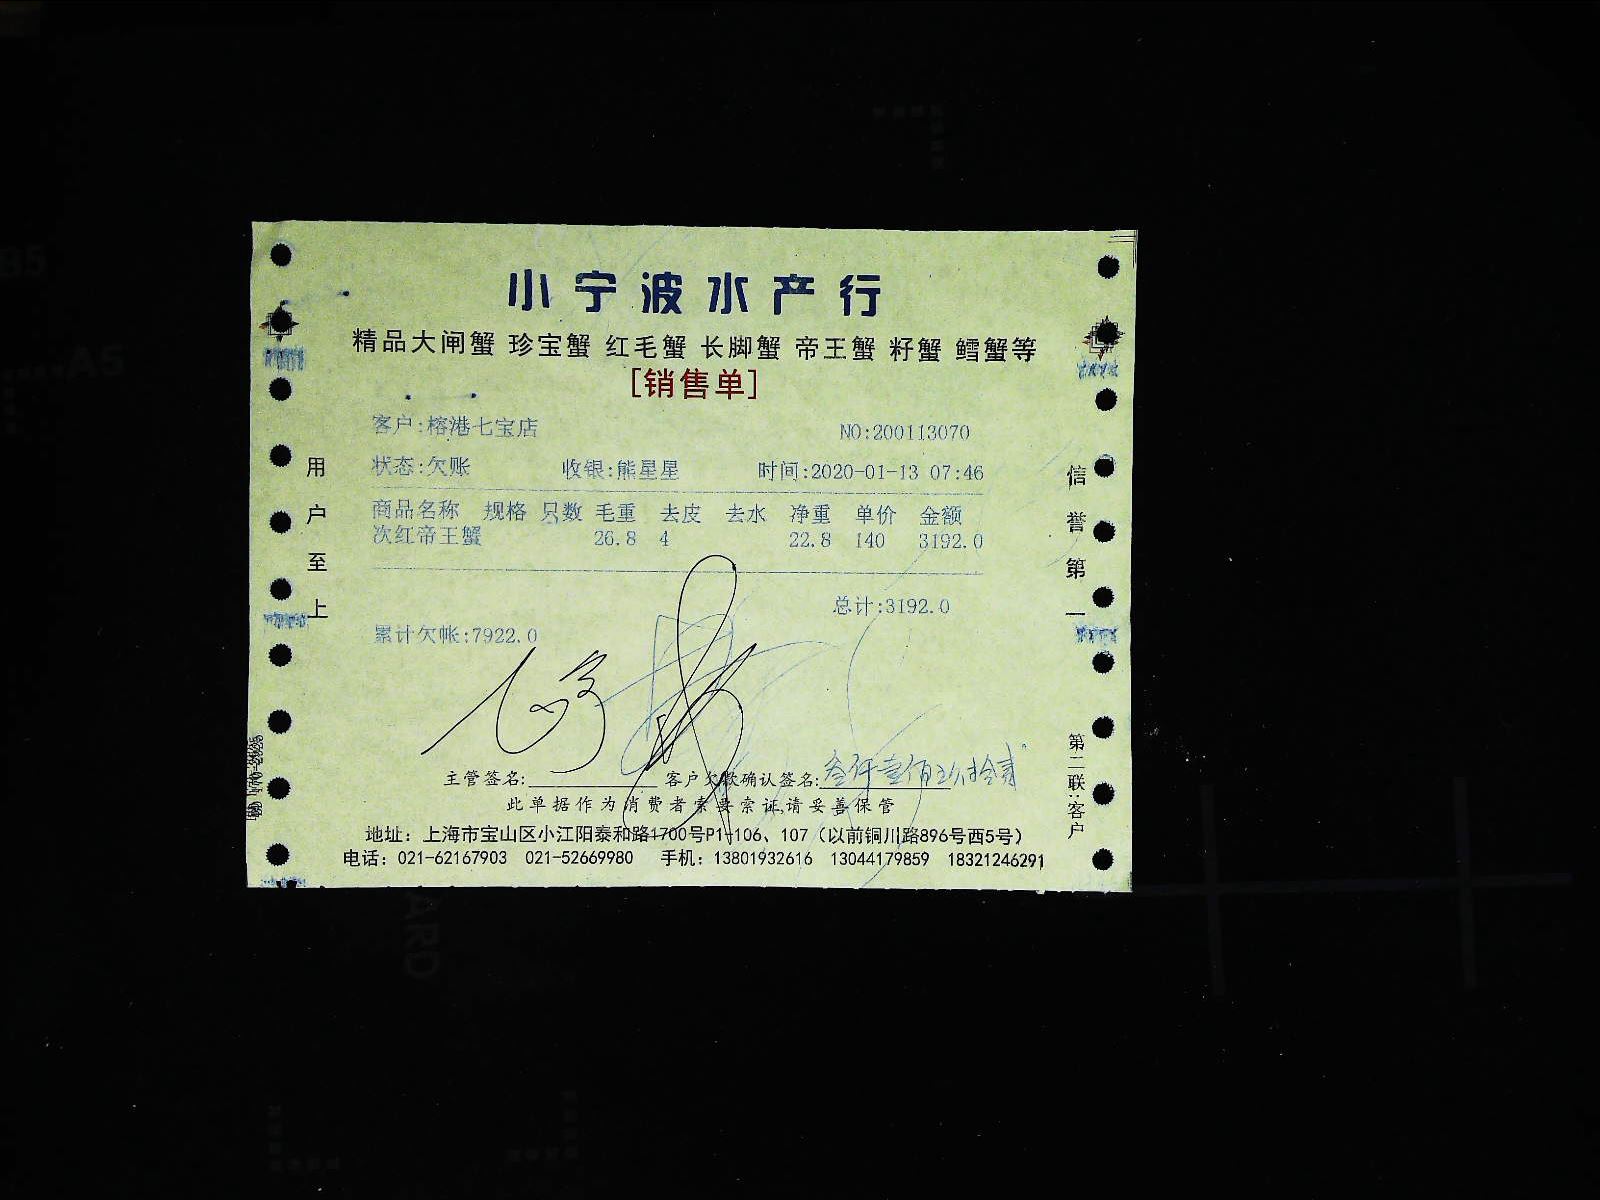 小宁波水产行
精品大闸蟹 珍宝蟹 红毛蟹 长脚蟹 帝王蟹 籽蟹 鳕蟹等
[销售单]
客户:榕港七宝店 NO:200113070
状态:欠账 收银:熊星星 时间:2020-01-13 07:46
商品名称 规格 只数 毛重 去皮 去水 净重 单价 金额
次红帝王蟹 26.8 4 22.8 140 3192.0
总计:3192.0
累计欠帐:7922.0
主管签名: 客户欠款确认签名:叁仟壹佰
此单据作为消费者索要索证,请妥善保管
地址：上海市宝山区小江阳泰和路1700号P1-106、107（以前铜川路896号西5号）
电话：021-62167903 021-52669980 手机：13801932616 13044179859 18321246291
用户至上
信誉第一
第二联:客户
B5
A5